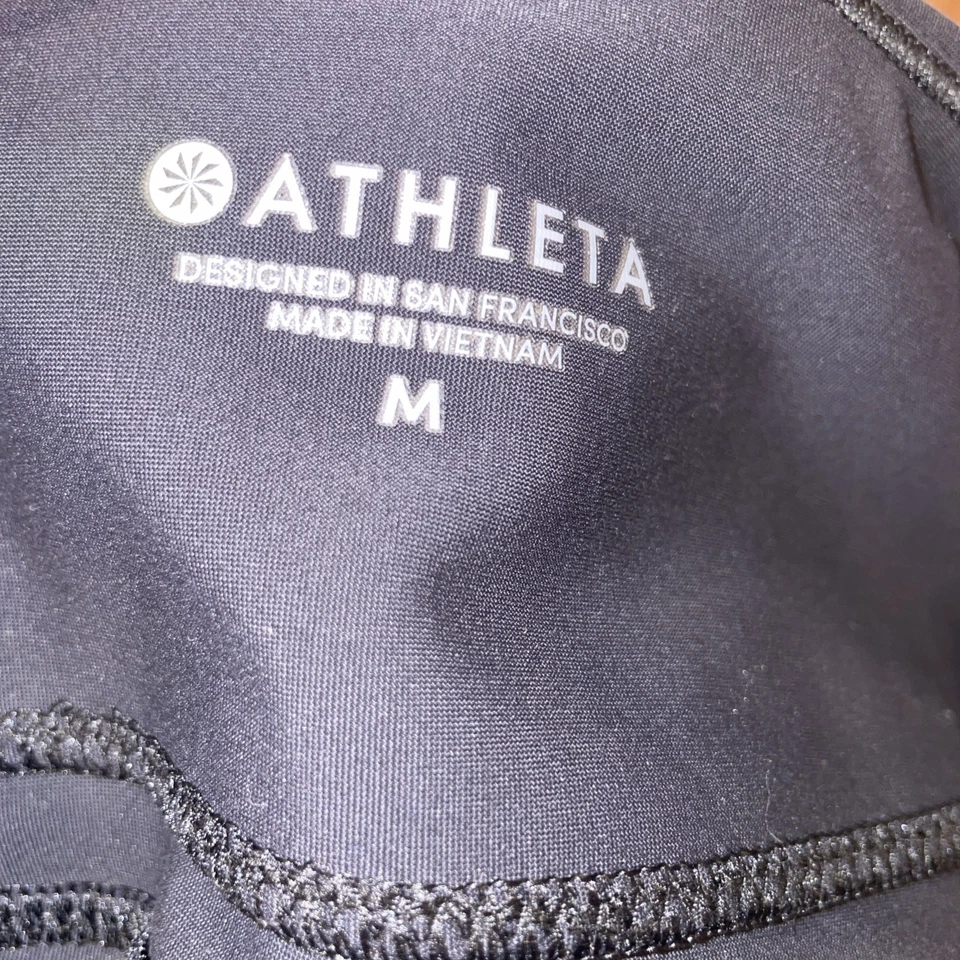 ATHLETA
DESIGNED IN SAN FRANCISCO
MADE IN VIETNAM
M